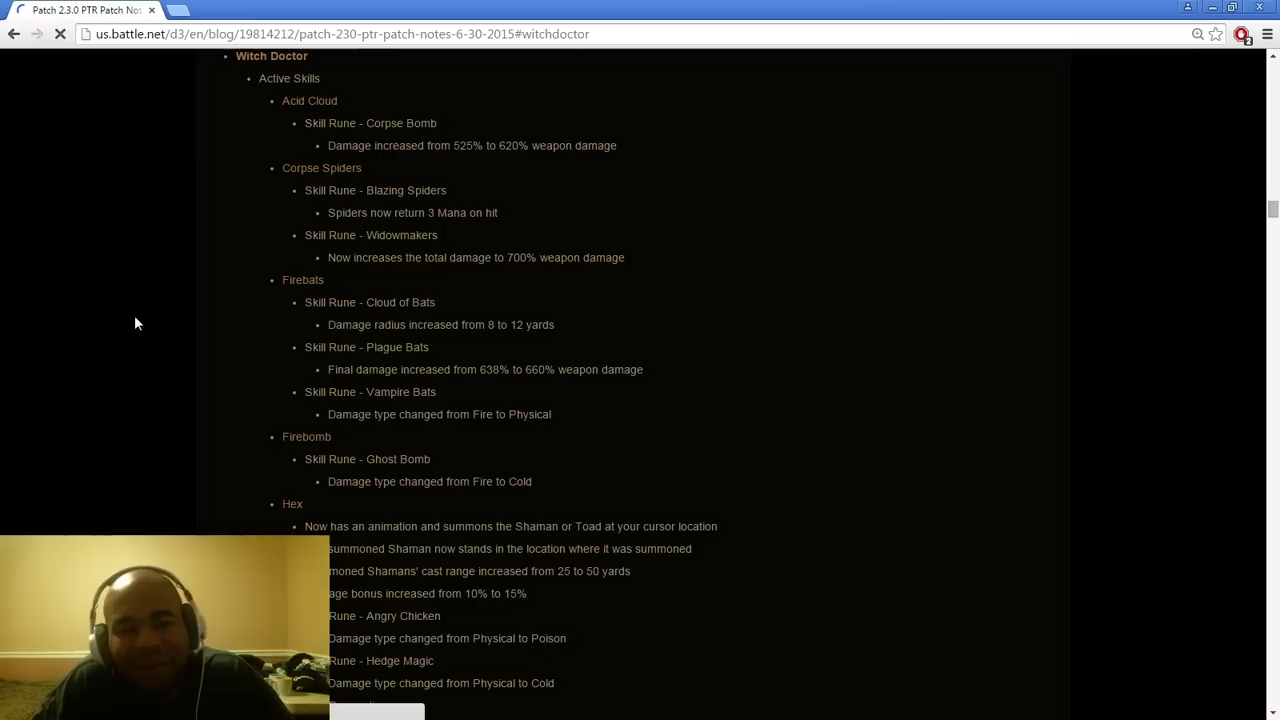 Patch 2.3.0 PTR Patch Not
us.battle.net/d3/en/blog/19814212/patch-230-ptr-patch-notes-6-30-2015#witchdoctor
2
Witch Doctor
Active Skills
Acid Cloud
Skill Rune - Corpse Bomb
Damage increased from 525% to 620% weapon damage
Corpse Spiders
Skill Rune - Blazing Spiders
Spiders now return 3 Mana on hit
Skill Rune - Widowmakers
Now increases the total damage to 700% weapon damage
Firebats
Skill Rune - Cloud of Bats
Damage radius increased from 8 to 12 yards
Skill Rune - Plague Bats
Final damage increased from 638% to 660% weapon damage
Skill Rune - Vampire Bats
Damage type changed from Fire to Physical
Firebomb
Skill Rune - Ghost Bomb
Damage type changed from Fire to Cold
Hex
Now has an animation and summons the Shaman or Toad at your cursor location
summoned Shaman now stands in the location where it was summoned
moned Shamans' cast range increased from 25 to 50 yards
age bonus increased from 10% to 15%
Rune - Angry Chicken
Damage type changed from Physical to Poison
Rune - Hedge Magic
Damage type changed from Physical to Cold